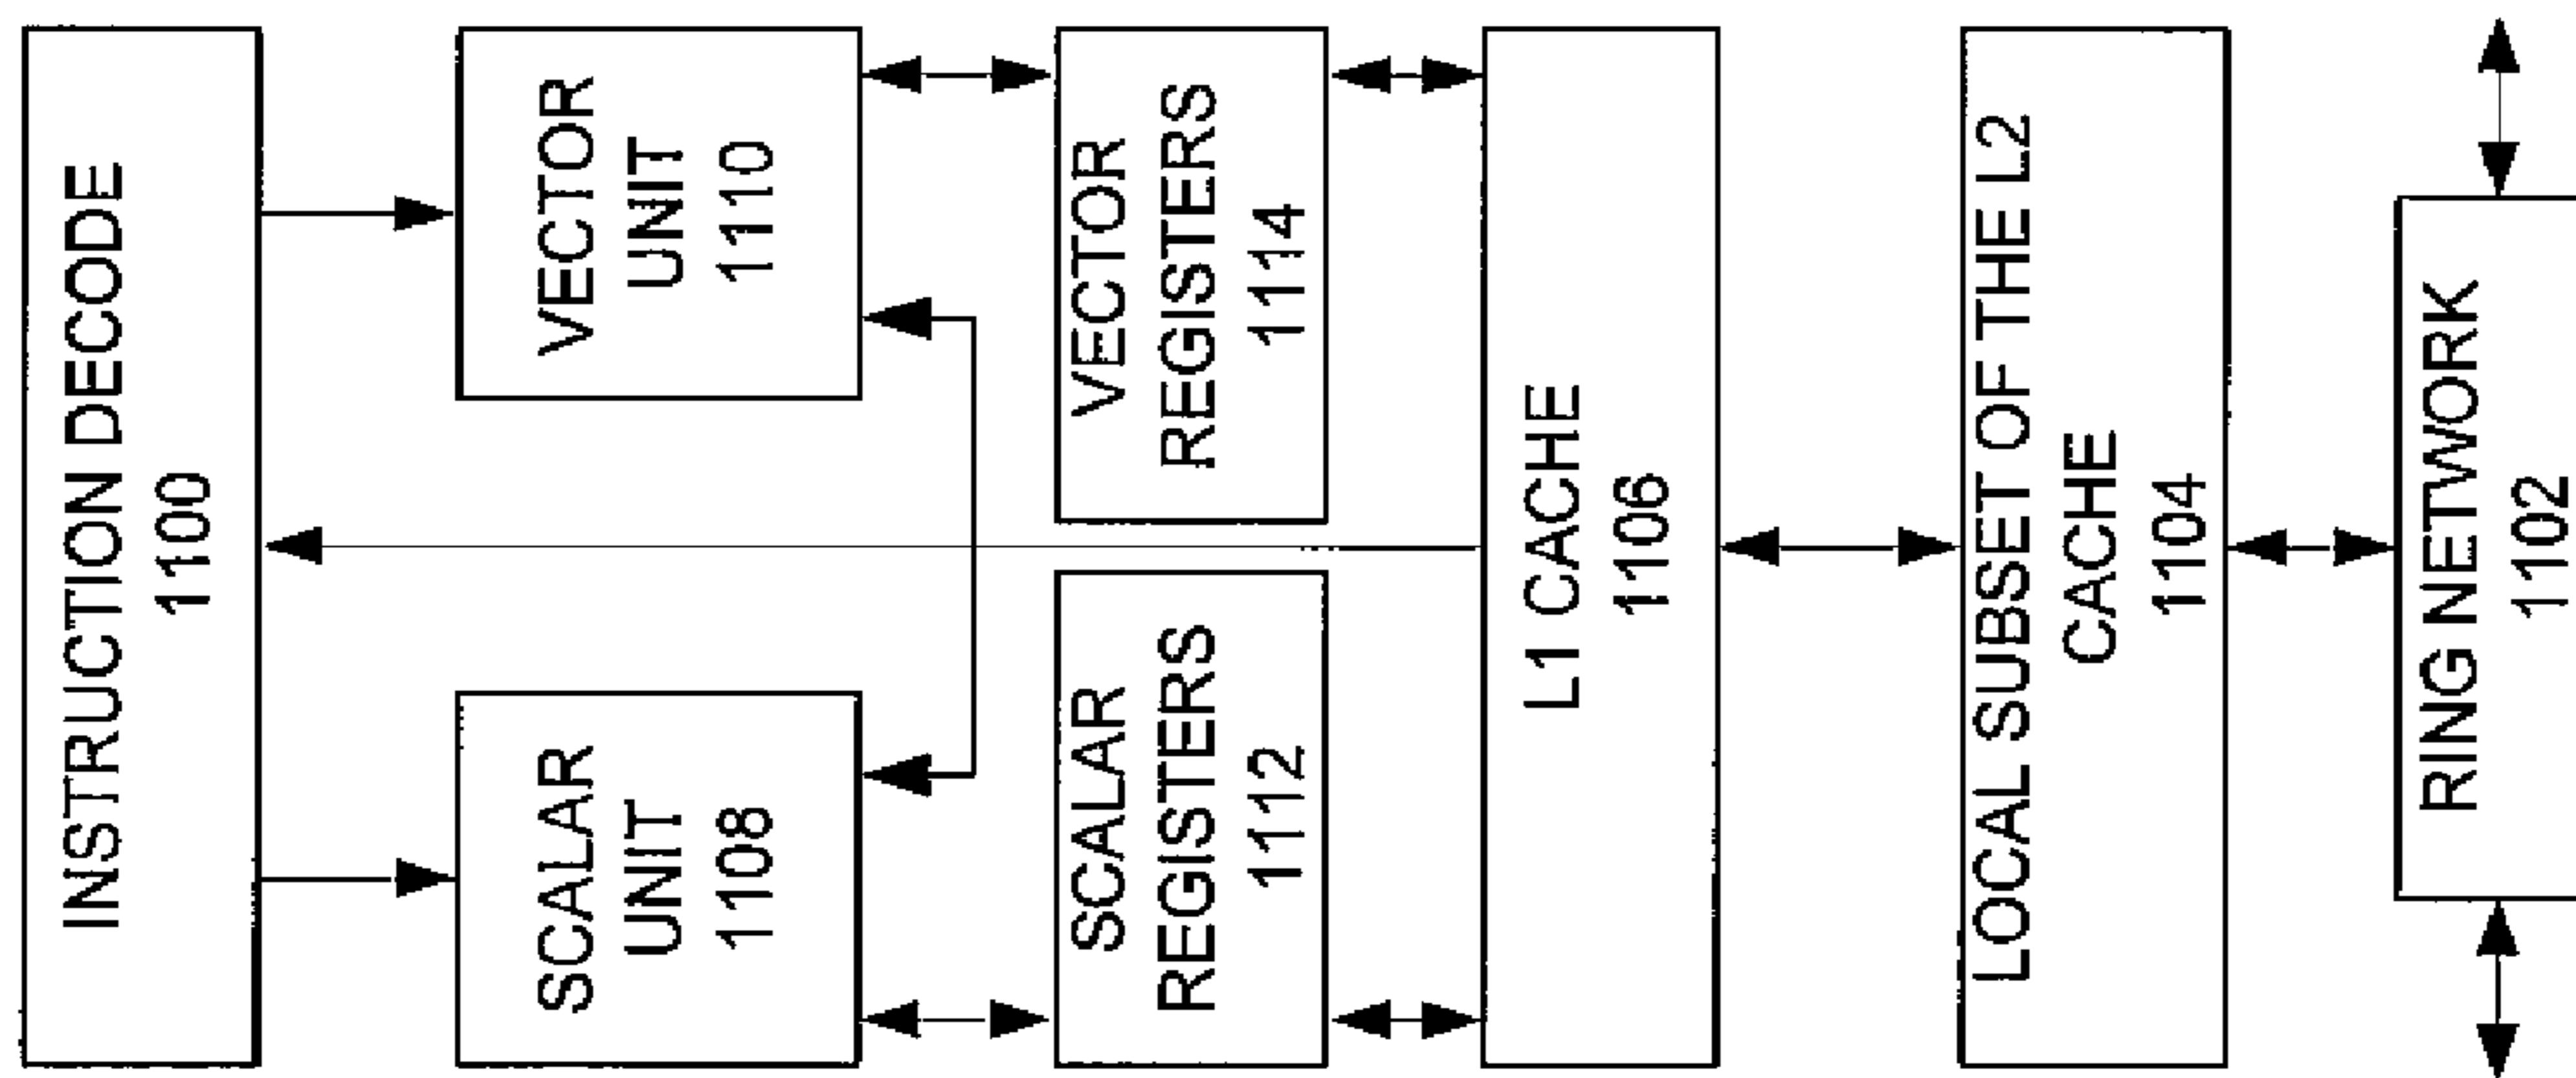 INSTRUCTION DECODE
1100
SCALAR
UNIT
1108
VECTOR
UNIT
1110
SCALAR
REGISTERS
1112
VECTOR
REGISTERS
1114
L1 CACHE
1106
LOCAL SUBSET OF THE L2
CACHE
1104
RING NETWORK
1102